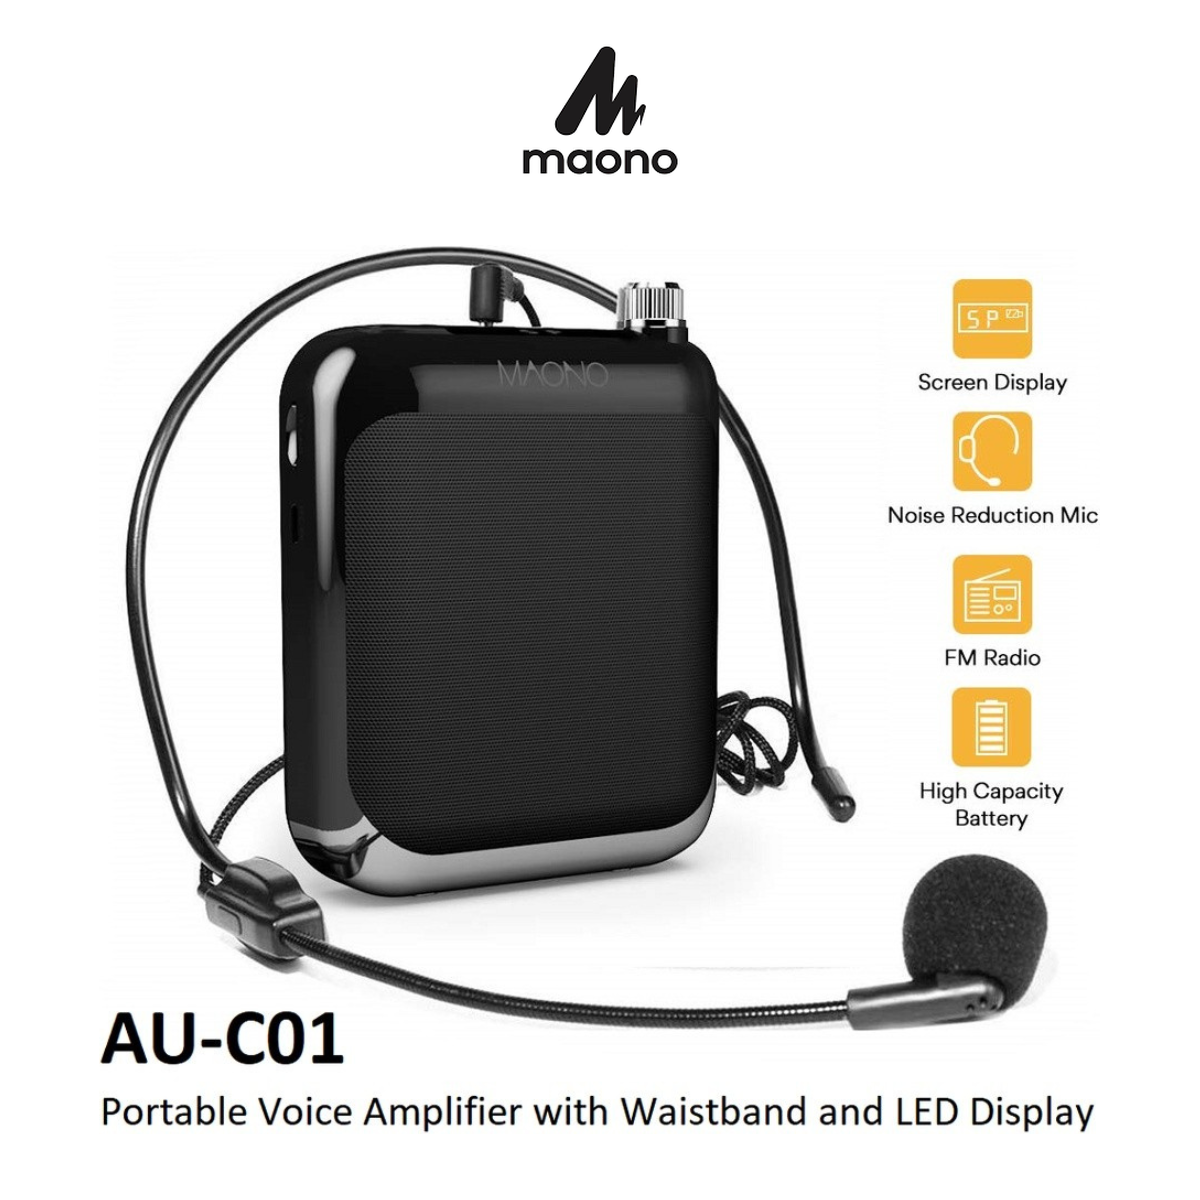 maono
MAONO
SP
Screen Display
Noise Reduction Mic
FM Radio
High Capacity
Battery
AU-C01
Portable Voice Amplifier with Waistband and LED Display